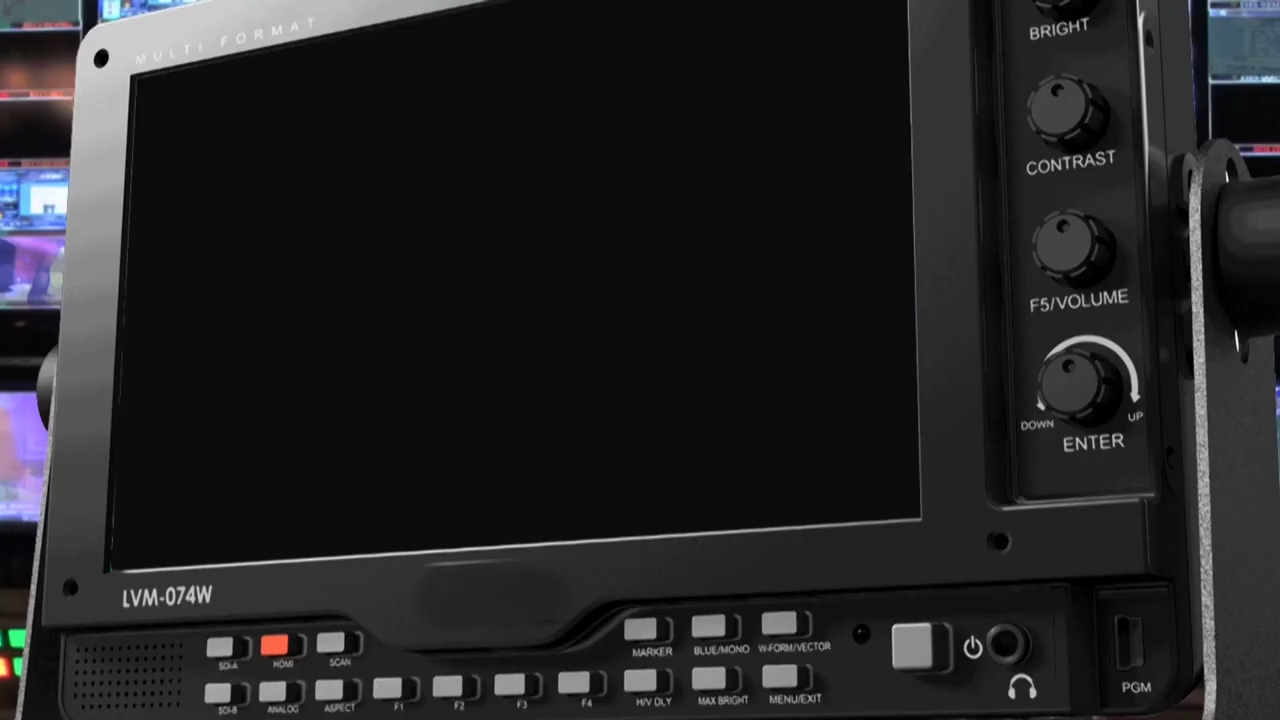 MULTI FORMAT
BRIGHT
CONTRAST
F5/VOLUME
DOWN
UP
ENTER
LVM-074W
SDI-A
HDMI
SCAN
MARKER
BLUE/MONO
W-FORM/VECTOR
SDI-B
ANALOG
ASPECT
F1
F2
F3
F4
H/V DLY
MAX BRIGHT
MENU/EXIT
PGM